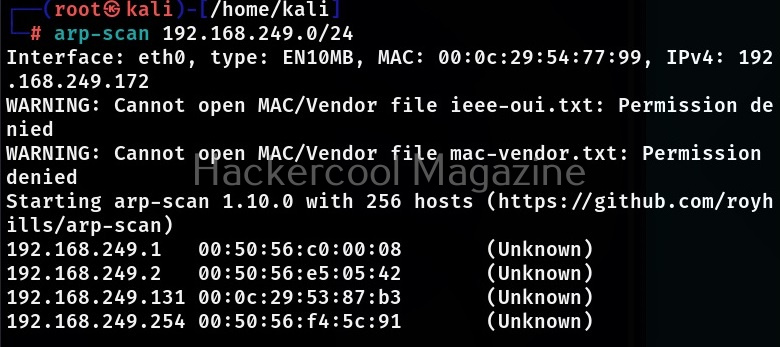 ┌──(root㉿kali)-[/home/kali]
└─# arp-scan 192.168.249.0/24
Interface: eth0, type: EN10MB, MAC: 00:0c:29:54:77:99, IPv4: 192
.168.249.172
WARNING: Cannot open MAC/Vendor file ieee-oui.txt: Permission de
nied
WARNING: Cannot open MAC/Vendor file mac-vendor.txt: Permission
denied
Hackercool Magazine
Starting arp-scan 1.10.0 with 256 hosts (https://github.com/royh
ills/arp-scan)
192.168.249.1   00:50:56:c0:00:08       (Unknown)
192.168.249.2   00:50:56:e5:05:42       (Unknown)
192.168.249.131 00:0c:29:53:87:b3       (Unknown)
192.168.249.254 00:50:56:f4:5c:91       (Unknown)